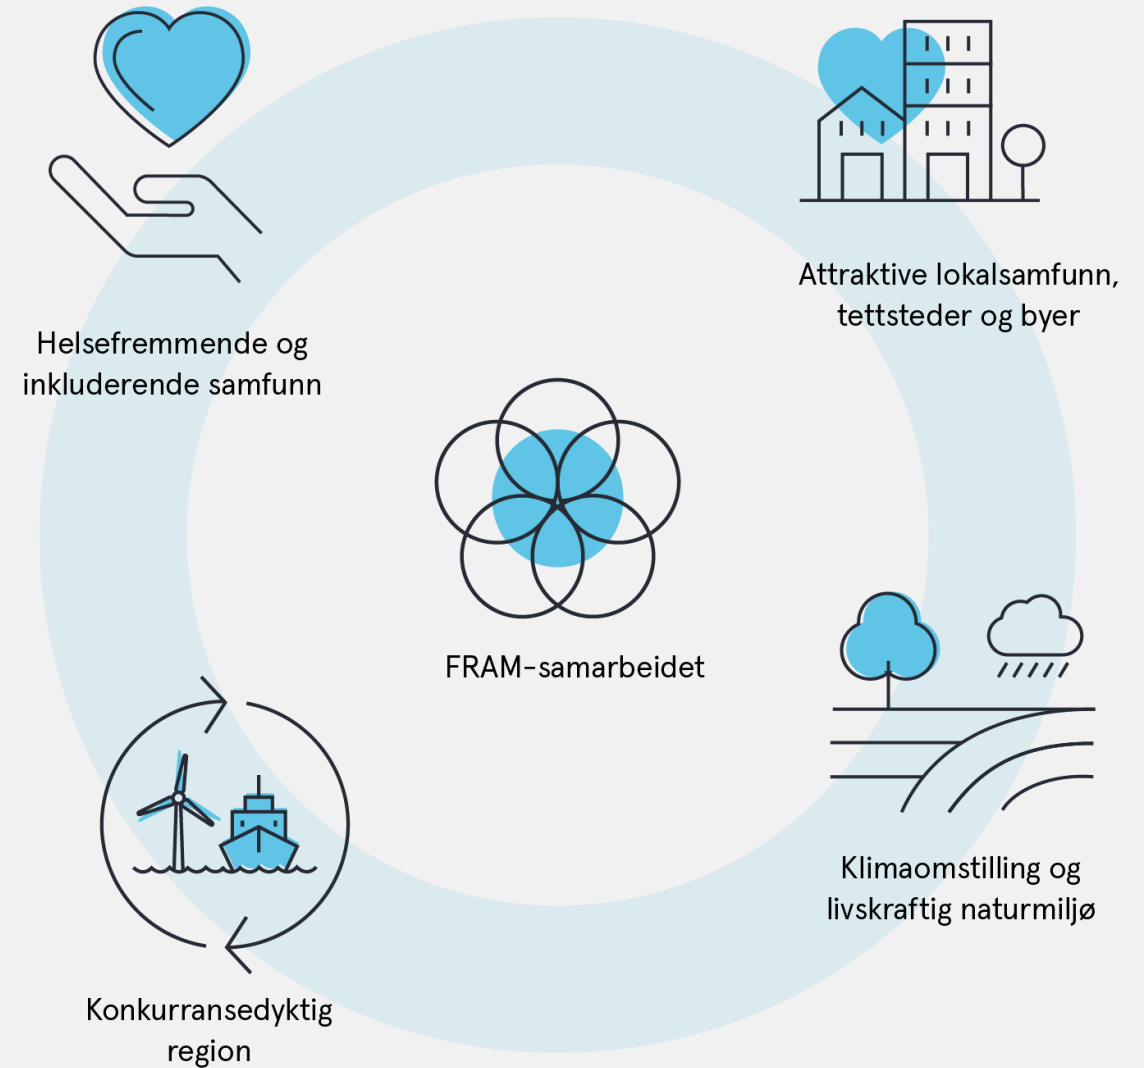 Attraktive lokalsamfunn,
tettsteder og byer
Helsefremmende og
inkluderende samfunn
FRAM-samarbeidet
Klimaomstilling og
livskraftig naturmiljø
Konkurransedyktig
region